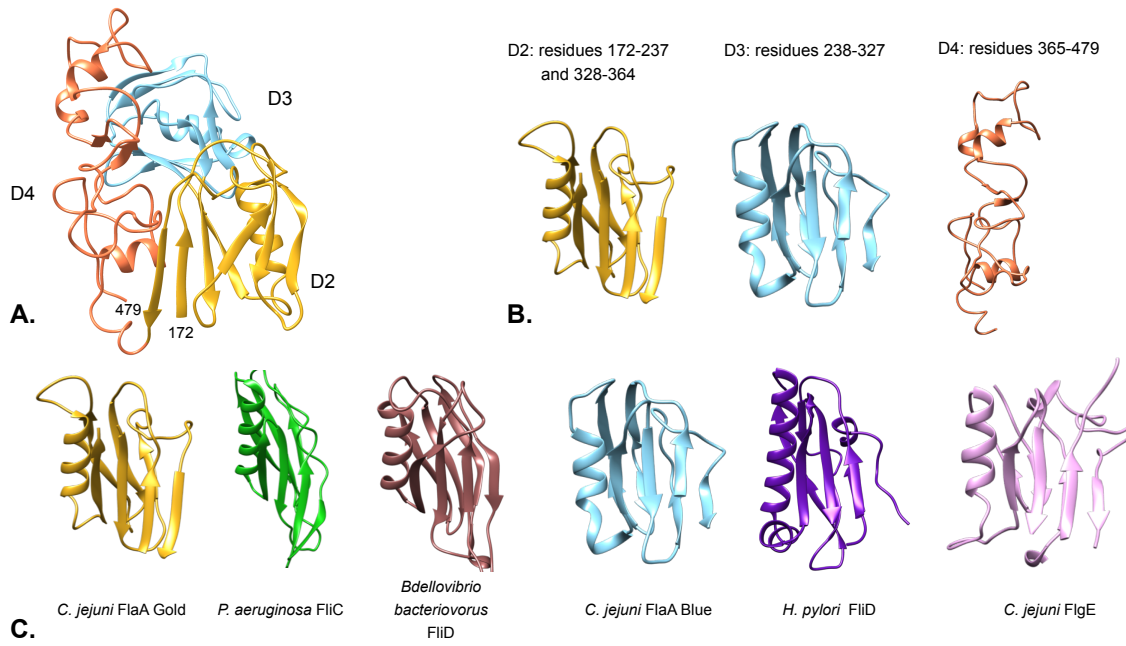 D3
D4
D2
479
172
A.
D2: residues 172-237
and 328-364
D3: residues 238-327
D4: residues 365-479
B.
C. jejuni FlaA Gold
P. aeruginosa FliC
Bdellovibrio
bacteriovorus
FliD
C. jejuni FlaA Blue
H. pylori FliD
C. jejuni FlgE
C.